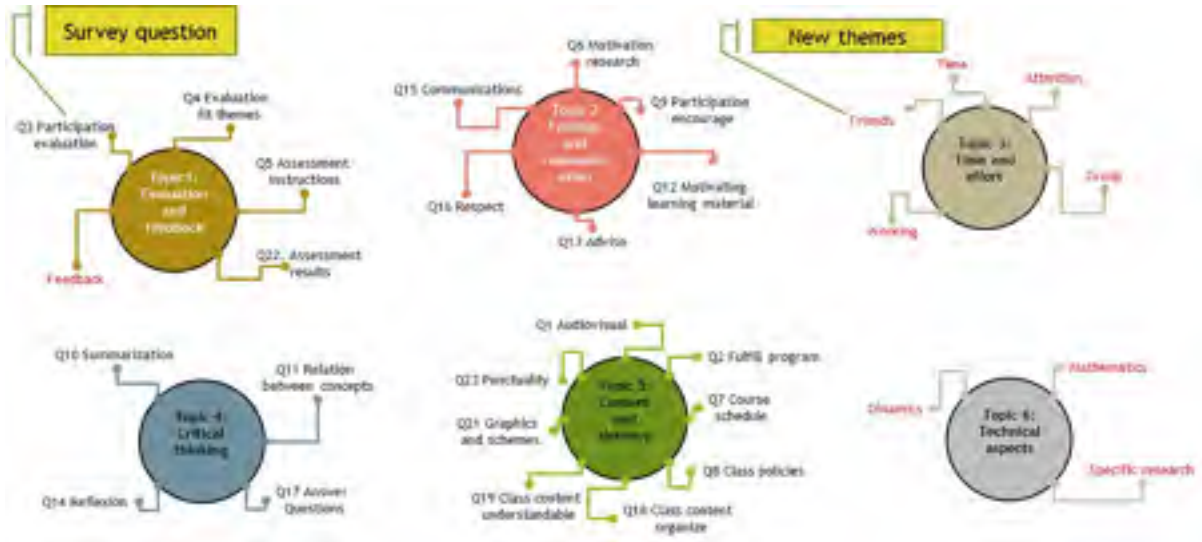 Survey question
New themes
Q3 Participation
evaluation
Q4 Evaluation
fit themes
Q5 Assessment
instructions
Topic 1:
Evaluation
and
feedback
Feedback
Q22. Assessment
results
Q6 Motivation
research
Q15 Communications
Q9 Participation
encourage
Topic 2
and
Q16 Respect
Q12 Motivating
learning material
Q13 Advise
Time
Attention
Trends
Topic 3:
Time and
effort
Working
Q10 Summarization
Q11 Relation
between concepts
Topic 4:
Critical
thinking
Q14 Reflexion
Q17 Answer
Questions
Q1 Audiovisual
Q2 Fulfill program
Q23 Punctuality
Topic 5:
Content
and
Q7 Course
schedule
Q21 Graphics
and schemes
Q8 Class policies
Q19 Class content
understandable
Q18 Class content
organize
Mathematics
Topic 6:
Technical
aspects
Specific research